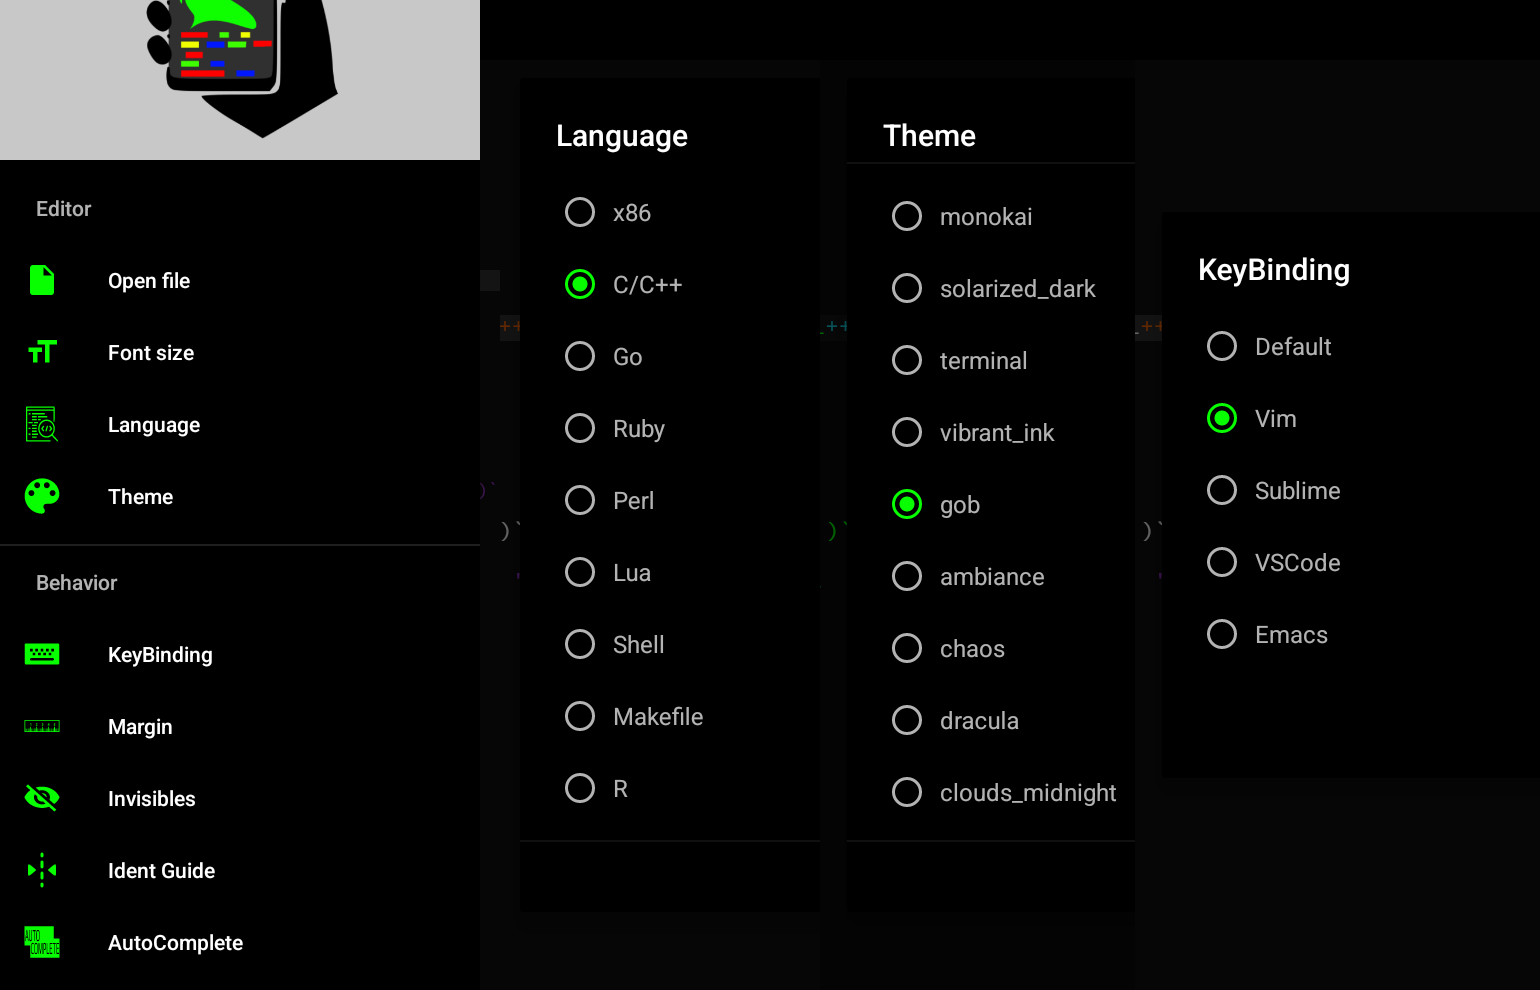 Editor
Open file
Font size
Language
Theme
Behavior
KeyBinding
Margin
Invisibles
Ident Guide
AutoComplete
Language
x86
C/C++
Go
Ruby
Perl
Lua
Shell
Makefile
R
Theme
monokai
solarized_dark
terminal
vibrant_ink
gob
ambiance
chaos
dracula
clouds_midnight
KeyBinding
Default
Vim
Sublime
VSCode
Emacs